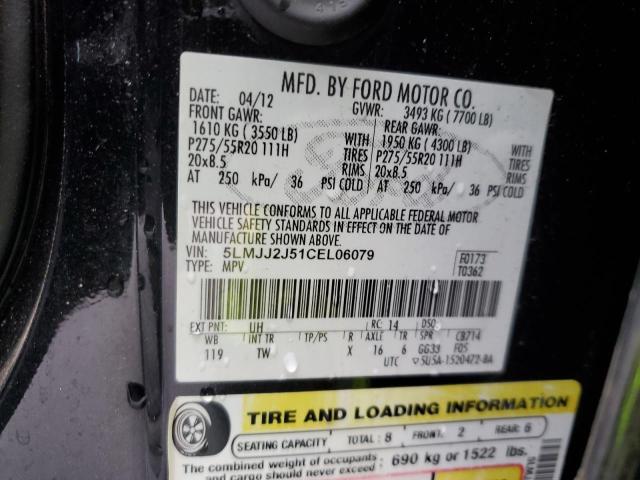 MFD. BY FORD MOTOR CO.
DATE: 04/12 GVWR: 3493 KG ( 7700 LB)
FRONT GAWR: REAR GAWR:
1610 KG ( 3550 LB) WITH 1950 KG ( 4300 LB) WITH
P275/55R20 111H TIRES P275/55R20 111H TIRES
20x8.5 RIMS 20x8.5 RIMS
AT 250 kPa/ 36 PSI COLD AT 250 kPa/ 36 PSI COLD
THIS VEHICLE CONFORMS TO ALL APPLICABLE FEDERAL MOTOR
VEHICLE SAFETY STANDARDS IN EFFECT ON THE DATE OF
MANUFACTURE SHOWN ABOVE.
VIN: 5LMJJ2J51CEL06079 F0173
TYPE: MPV T0362
EXT PNT: UH RC: 14 DSO:
WB INT TR TP/PS R AXLE TR SPR CB714
119 TW X 16 6 GG33 F05
UTC ▽5U5A-1520472-BA
TIRE AND LOADING INFORMATION
SEATING CAPACITY TOTAL: 8 FRONT: 2 REAR: 6
The combined weight of occupants
and cargo should never exceed: 690 kg or 1522 lbs.